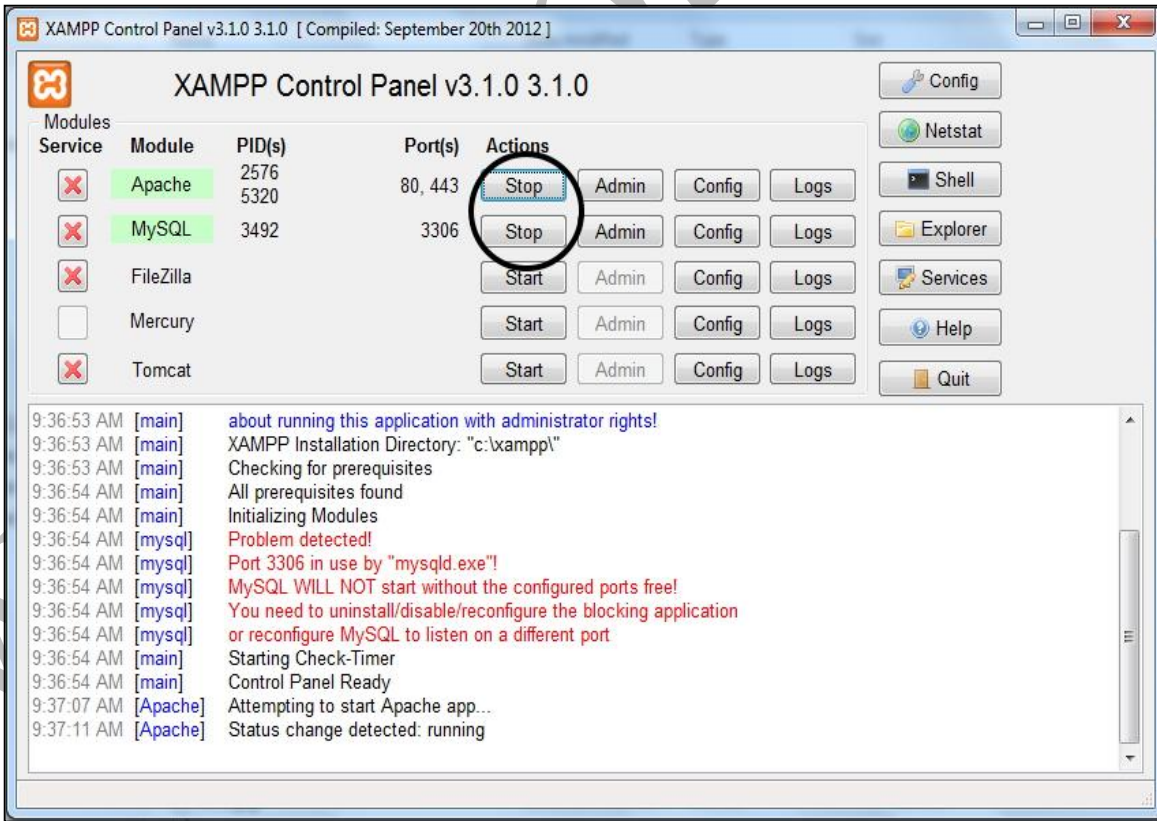 XAMPP Control Panel v3.1.0 3.1.0 [ Compiled: September 20th 2012 ]
XAMPP Control Panel v3.1.0 3.1.0
Config
Modules
Service Module PID(s) Port(s) Actions
Netstat
Apache 2576 5320 80, 443 Stop Admin Config Logs
Shell
MySQL 3492 3306 Stop Admin Config Logs
Explorer
FileZilla Start Admin Config Logs
Services
Mercury Start Admin Config Logs
Help
Tomcat Start Admin Config Logs
Quit
9:36:53 AM [main] about running this application with administrator rights!
9:36:53 AM [main] XAMPP Installation Directory: "c:\xampp\"
9:36:53 AM [main] Checking for prerequisites
9:36:54 AM [main] All prerequisites found
9:36:54 AM [main] Initializing Modules
9:36:54 AM [mysql] Problem detected!
9:36:54 AM [mysql] Port 3306 in use by "mysqld.exe"!
9:36:54 AM [mysql] MySQL WILL NOT start without the configured ports free!
9:36:54 AM [mysql] You need to uninstall/disable/reconfigure the blocking application
9:36:54 AM [mysql] or reconfigure MySQL to listen on a different port
9:36:54 AM [main] Starting Check-Timer
9:36:54 AM [main] Control Panel Ready
9:37:07 AM [Apache] Attempting to start Apache app...
9:37:11 AM [Apache] Status change detected: running